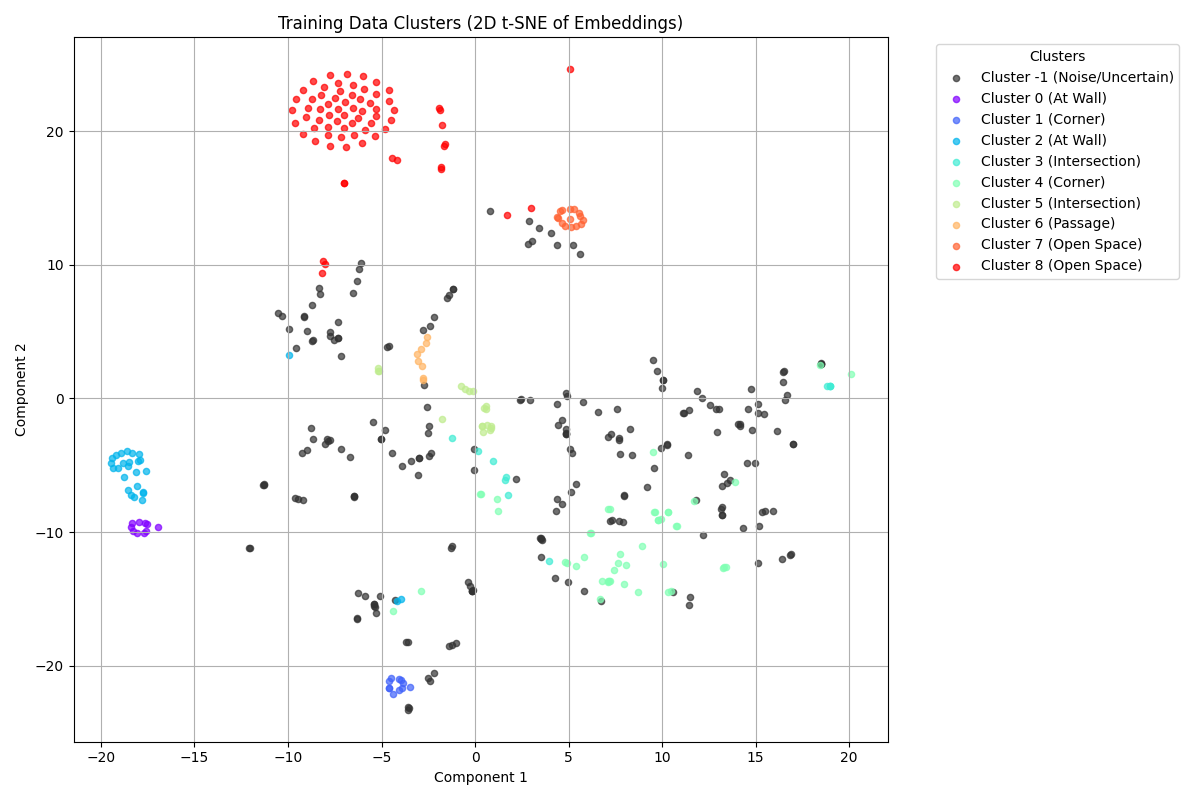 Training Data Clusters (2D t-SNE of Embeddings)
Clusters
Cluster -1 (Noise/Uncertain)
Cluster 0 (At Wall)
Cluster 1 (Corner)
Cluster 2 (At Wall)
Cluster 3 (Intersection)
Cluster 4 (Corner)
Cluster 5 (Intersection)
Cluster 6 (Passage)
Cluster 7 (Open Space)
Cluster 8 (Open Space)
Component 2
20
10
0
−10
−20
−20 −15 −10 −5 0 5 10 15 20
Component 1